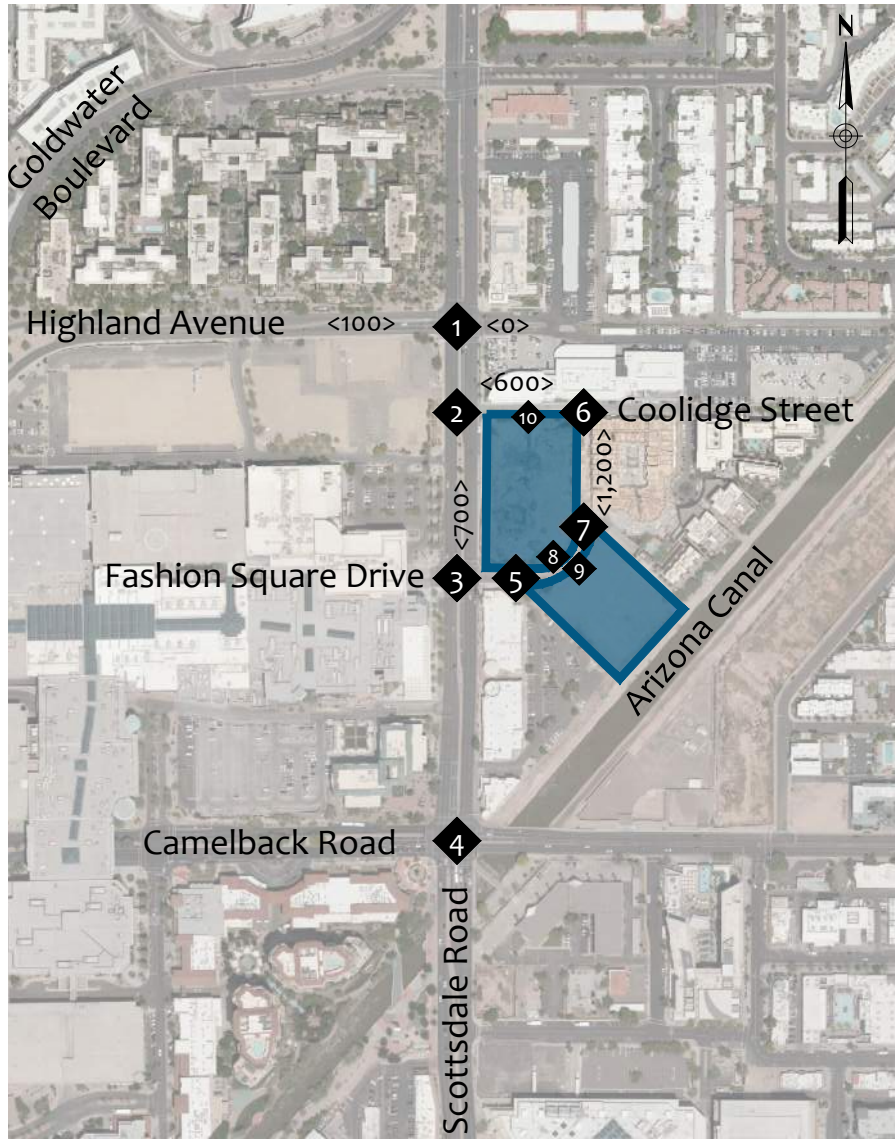 N
Goldwater
Boulevard
Highland Avenue
<100>
1
<0>
<600>
2
10
6
Coolidge Street
<700>
<1,200>
7
Fashion Square Drive
3
5
8
9
Arizona Canal
Camelback Road
4
Scottsdale Road